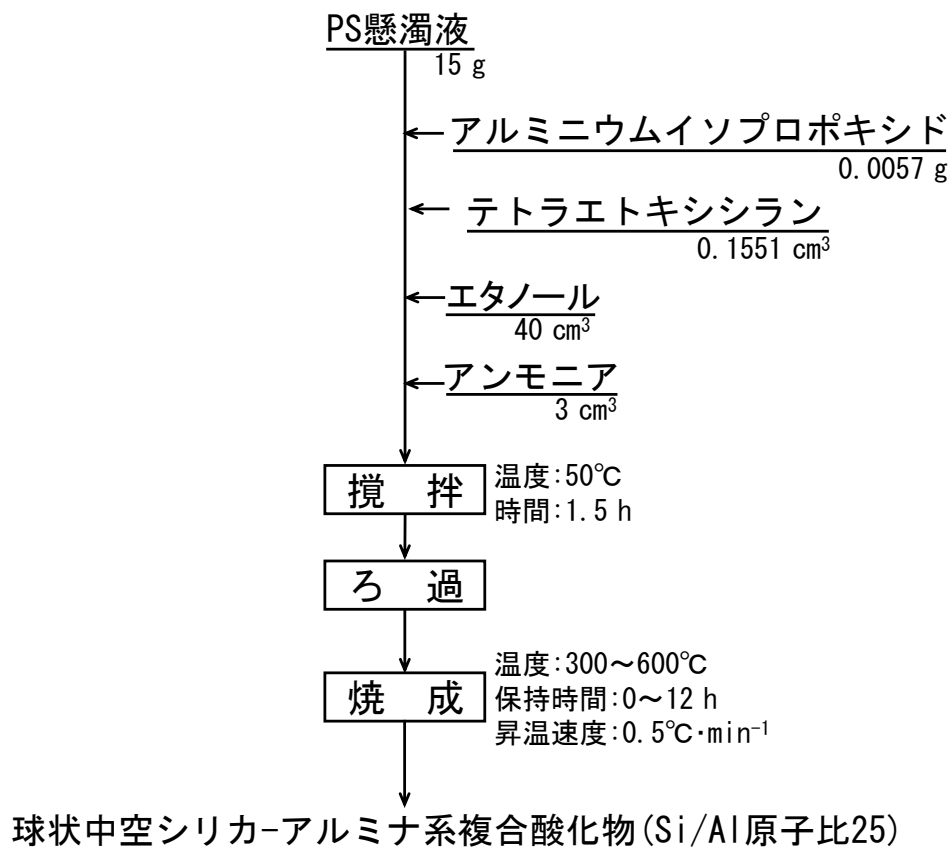 PS懸濁液
15 g
アルミニウムイソプロポキシド
0.0057 g
テトラエトキシシラン
0.1551 cm³
エタノール
40 cm³
アンモニア
3 cm³
撹　拌
温度:50℃
時間:1.5 h
ろ　過
焼　成
温度:300～600℃
保持時間:0～12 h
昇温速度:0.5℃･min⁻¹
球状中空シリカ-アルミナ系複合酸化物(Si/Al原子比25)